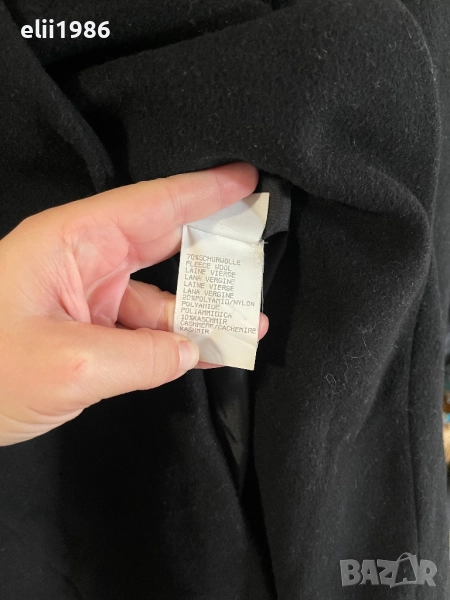 elii1986
70%SCHURWOLLE
FLEECE WOOL
LAINE VIERGE
LANA VERGINE
LAINE VIERGE
LANA VERGINE
20%POLYAMID/NYLON
POLYAMIDE
POLIAMMIDICA
10%KASCHMIR
CASHMERE/CACHEMIRE
KASHMIR
BAZAR